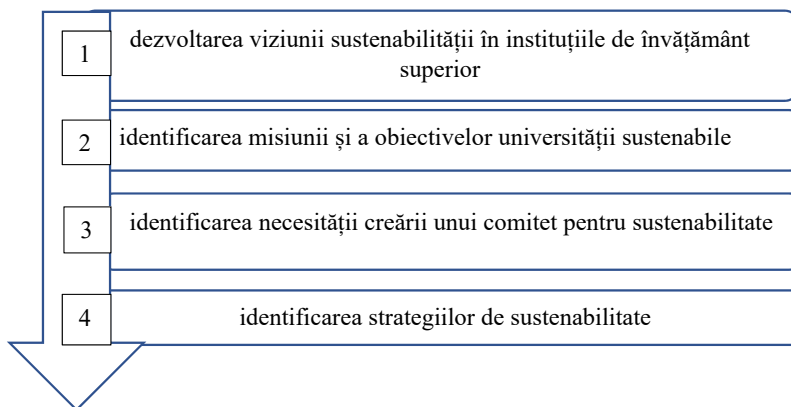 1
dezvoltarea viziunii sustenabilității în instituțiile de învățământ
superior
2
identificarea misiunii și a obiectivelor universității sustenabile
3
identificarea necesității creării unui comitet pentru sustenabilitate
4
identificarea strategiilor de sustenabilitate